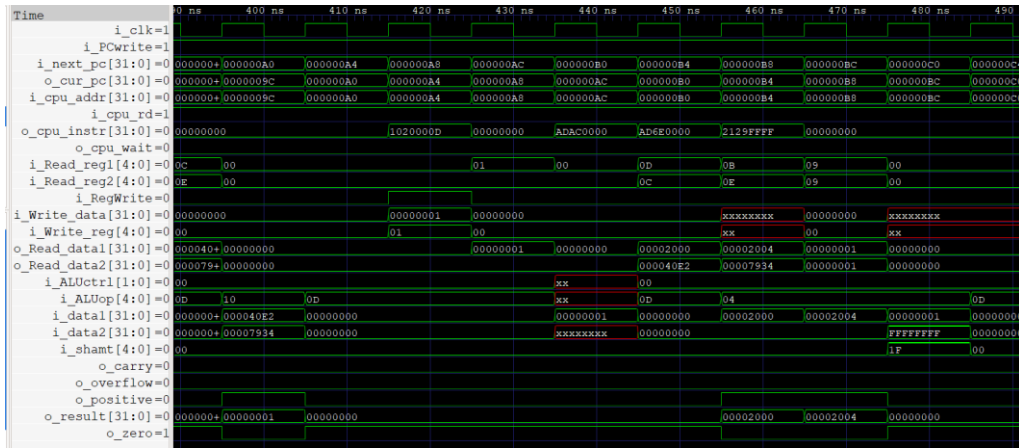 Time 90 ns 400 ns 410 ns 420 ns 430 ns 440 ns 450 ns 460 ns 470 ns 480 ns 490
i_clk=1
i_PCwrite=1
i_next_pc[31:0]=0 000000+ 000000A0 000000A4 000000A8 000000AC 000000B0 000000B4 000000B8 000000BC 000000C0 000000C
o_cur_pc[31:0]=0 000000+ 0000009C 000000A0 000000A4 000000A8 000000AC 000000B0 000000B4 000000B8 000000BC 000000C
i_cpu_addr[31:0]=0 000000+ 0000009C 000000A0 000000A4 000000A8 000000AC 000000B0 000000B4 000000B8 000000BC 000000C
i_cpu_rd=1
o_cpu_instr[31:0]=0 00000000 1020000D 00000000 ADAC0000 AD6E0000 2129FFFF 00000000
o_cpu_wait=0
i_Read_reg1[4:0]=0 0C 00 01 00 0D 0B 09 00
i_Read_reg2[4:0]=0 0E 00 0C 0E 09 00
i_RegWrite=0
i_Write_data[31:0]=0 00000000 00000001 00000000 xxxxxxxx 00000000 xxxxxxxx
i_Write_reg[4:0]=0 00 01 00 xx 00 xx
o_Read_data1[31:0]=0 000040+ 00000000 00000001 00000000 00002000 00002004 00000001 00000000
o_Read_data2[31:0]=0 000079+ 00000000 000040E2 00007934 00000001 00000000
i_ALUctrl[1:0]=0 00 xx 00
i_ALUop[4:0]=0 0D 10 0D xx 0D 04 0D
i_data1[31:0]=0 000000+ 000040E2 00000000 00000001 00000000 00002000 00002004 00000001 0000000
i_data2[31:0]=0 000000+ 00007934 00000000 xxxxxxxx 00000000 FFFFFFFF 0000000
i_shamt[4:0]=0 00 1F 00
o_carry=0
o_overflow=0
o_positive=0
o_result[31:0]=0 000000+ 00000001 00000000 00002000 00002004 00000000
o_zero=1